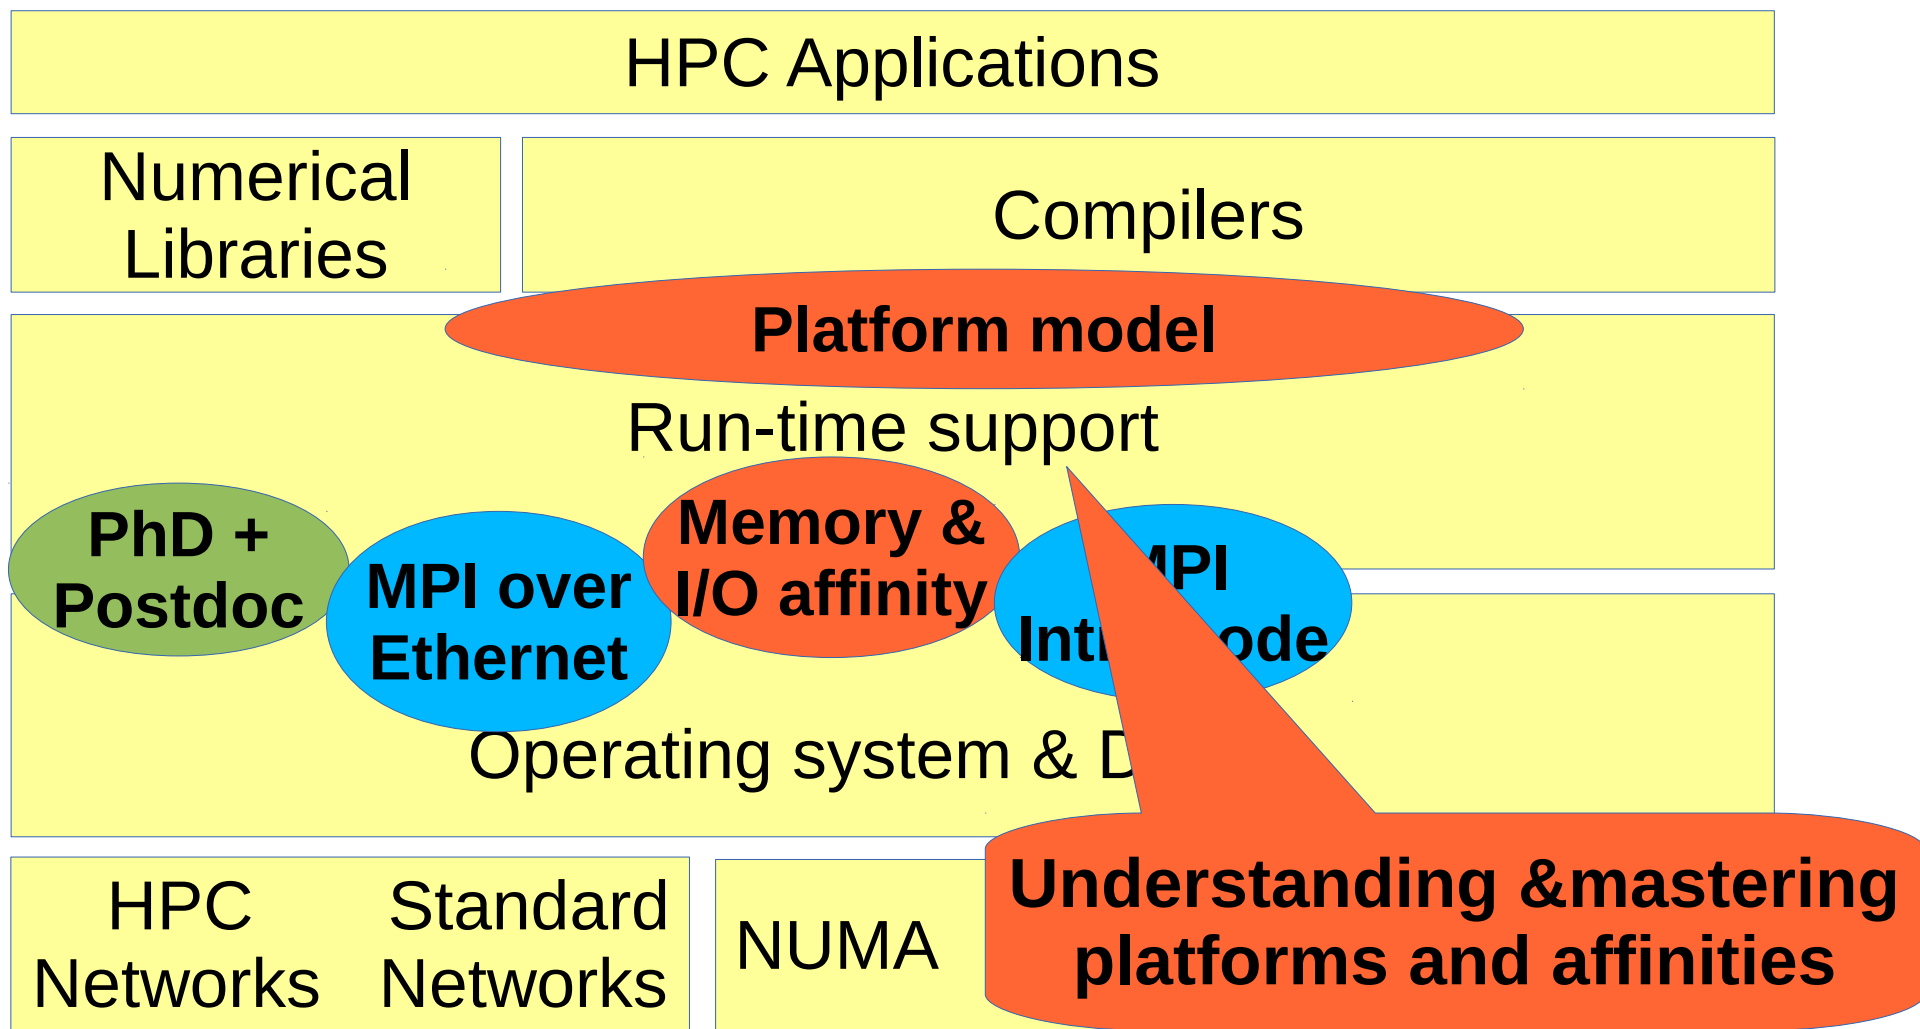 HPC Applications
Numerical
Libraries
Compilers
Platform model
Run-time support
PhD +
Postdoc
MPI over
Ethernet
Memory &
I/O affinity
Operating system &
HPC
Networks
Standard
Networks
NUMA
Understanding &mastering
platforms and affinities